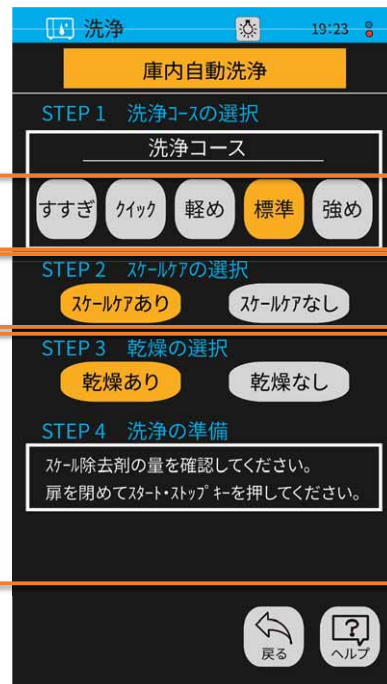 洗浄
19:23
庫内自動洗浄
STEP 1 洗浄ｺｰｽの選択
洗浄コース
すすぎ ｸｲｯｸ 軽め 標準 強め
STEP 2 ｽｹｰﾙｹｱの選択
ｽｹｰﾙｹｱあり ｽｹｰﾙｹｱなし
STEP 3 乾燥の選択
乾燥あり 乾燥なし
STEP 4 洗浄の準備
ｽｹｰﾙ除去剤の量を確認してください。
扉を閉めてｽﾀｰﾄ・ｽﾄｯﾌﾟｷｰを押してください。
戻る ヘルプ